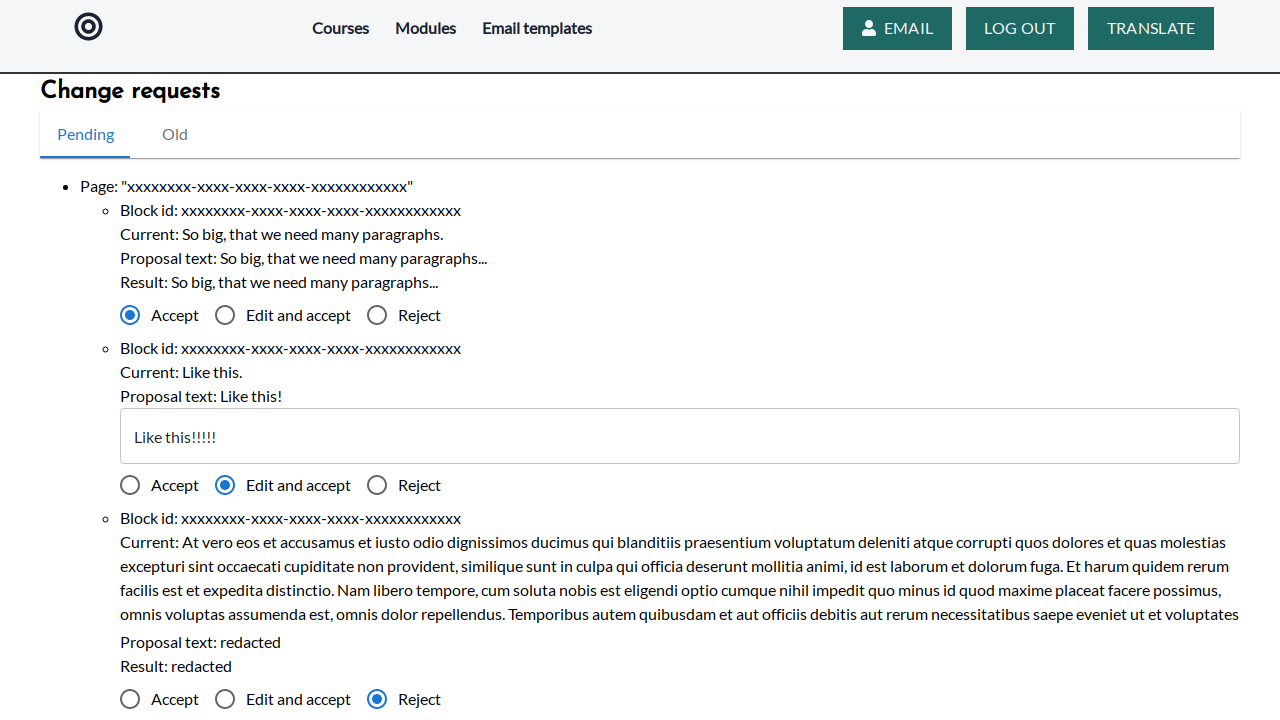 Courses Modules Email templates EMAIL LOG OUT TRANSLATE
Change requests
Pending Old
Page: "xxxxxxxx-xxxx-xxxx-xxxx-xxxxxxxxxxxx"
Block id: xxxxxxxx-xxxx-xxxx-xxxx-xxxxxxxxxxxx
Current: So big, that we need many paragraphs.
Proposal text: So big, that we need many paragraphs...
Result: So big, that we need many paragraphs...
Accept Edit and accept Reject
Block id: xxxxxxxx-xxxx-xxxx-xxxx-xxxxxxxxxxxx
Current: Like this.
Proposal text: Like this!
Like this!!!!!
Accept Edit and accept Reject
Block id: xxxxxxxx-xxxx-xxxx-xxxx-xxxxxxxxxxxx
Current: At vero eos et accusamus et iusto odio dignissimos ducimus qui blanditiis praesentium voluptatum deleniti atque corrupti quos dolores et quas molestias
excepturi sint occaecati cupiditate non provident, similique sunt in culpa qui officia deserunt mollitia animi, id est laborum et dolorum fuga. Et harum quidem rerum
facilis est et expedita distinctio. Nam libero tempore, cum soluta nobis est eligendi optio cumque nihil impedit quo minus id quod maxime placeat facere possimus,
omnis voluptas assumenda est, omnis dolor repellendus. Temporibus autem quibusdam et aut officiis debitis aut rerum necessitatibus saepe eveniet ut et voluptates
Proposal text: redacted
Result: redacted
Accept Edit and accept Reject